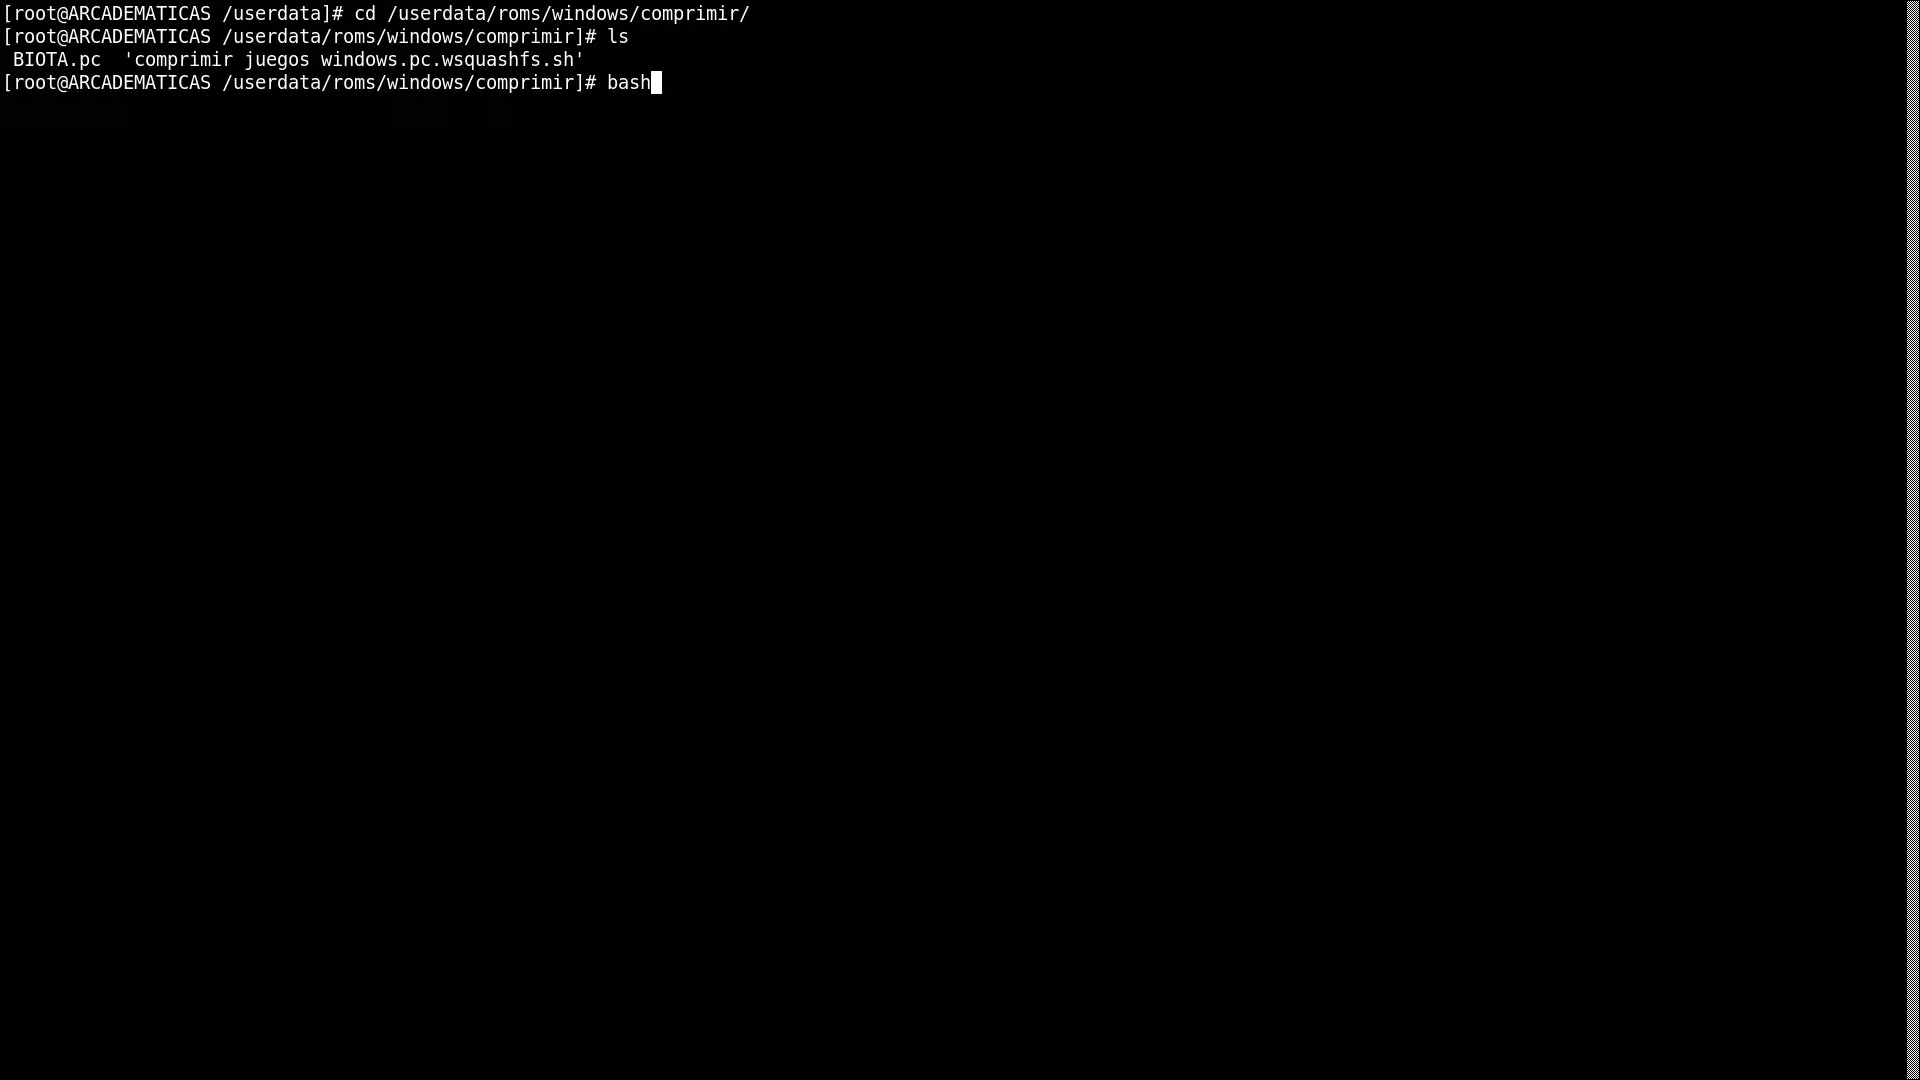 [root@ARCADEMATICAS /userdata]# cd /userdata/roms/windows/comprimir/
[root@ARCADEMATICAS /userdata/roms/windows/comprimir]# ls
 BIOTA.pc  'comprimir juegos windows.pc.wsquashfs.sh'
[root@ARCADEMATICAS /userdata/roms/windows/comprimir]# bash